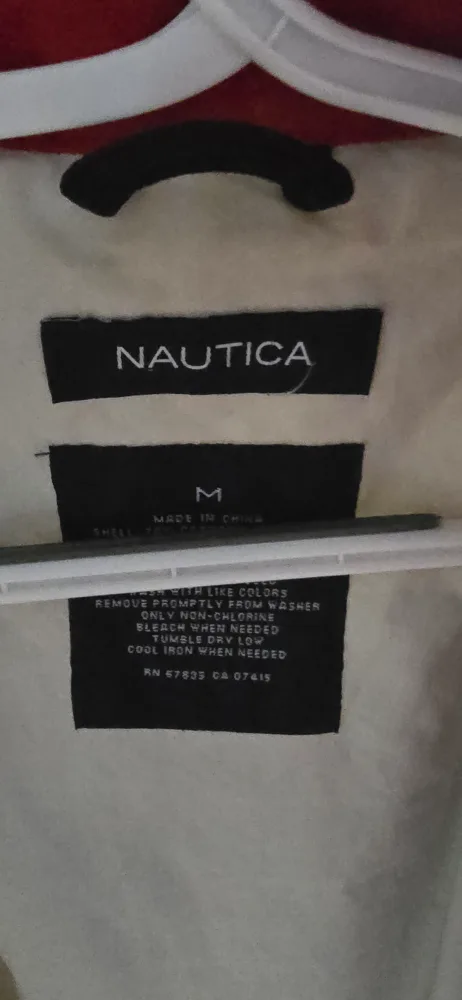 NAUTICA
M
MADE IN CHINA
SHELL
WASH WITH LIKE COLORS
REMOVE PROMPTLY FROM WASHER
ONLY NON-CHLORINE
BLEACH WHEN NEEDED
TUMBLE DRY LOW
COOL IRON WHEN NEEDED
RN 67835 CA 07415